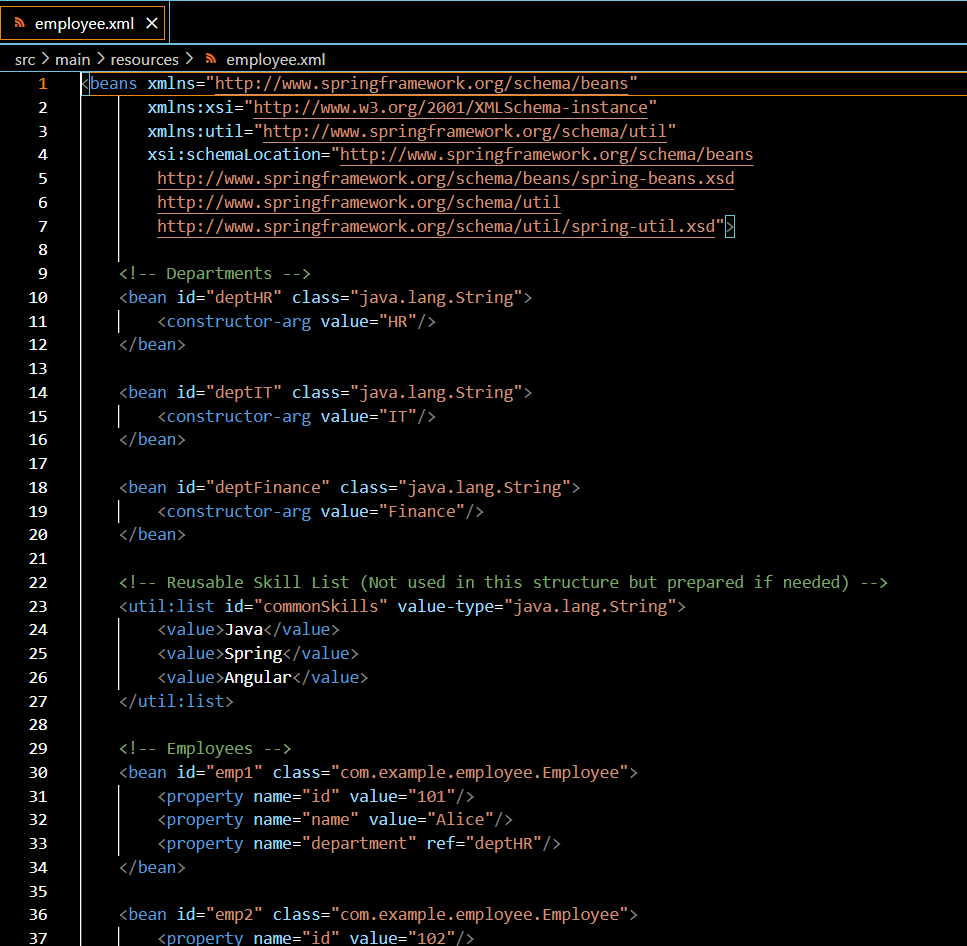 employee.xml ×
src > main > resources > employee.xml
1 <beans xmlns="http://www.springframework.org/schema/beans"
2 xmlns:xsi="http://www.w3.org/2001/XMLSchema-instance"
3 xmlns:util="http://www.springframework.org/schema/util"
4 xsi:schemaLocation="http://www.springframework.org/schema/beans
5 http://www.springframework.org/schema/beans/spring-beans.xsd
6 http://www.springframework.org/schema/util
7 http://www.springframework.org/schema/util/spring-util.xsd">
8
9 <!-- Departments -->
10 <bean id="deptHR" class="java.lang.String">
11 <constructor-arg value="HR"/>
12 </bean>
13
14 <bean id="deptIT" class="java.lang.String">
15 <constructor-arg value="IT"/>
16 </bean>
17
18 <bean id="deptFinance" class="java.lang.String">
19 <constructor-arg value="Finance"/>
20 </bean>
21
22 <!-- Reusable Skill List (Not used in this structure but prepared if needed) -->
23 <util:list id="commonSkills" value-type="java.lang.String">
24 <value>Java</value>
25 <value>Spring</value>
26 <value>Angular</value>
27 </util:list>
28
29 <!-- Employees -->
30 <bean id="emp1" class="com.example.employee.Employee">
31 <property name="id" value="101"/>
32 <property name="name" value="Alice"/>
33 <property name="department" ref="deptHR"/>
34 </bean>
35
36 <bean id="emp2" class="com.example.employee.Employee">
37 <property name="id" value="102"/>